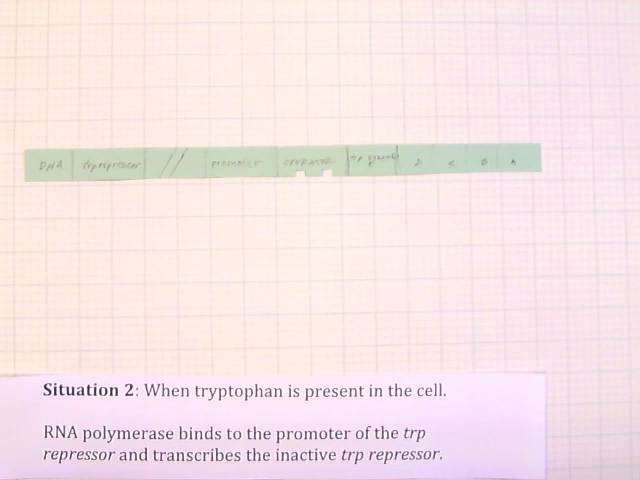 DNA trp repressor // promoter operator trp operon E D C B A
Situation 2: When tryptophan is present in the cell.
RNA polymerase binds to the promoter of the trp
repressor and transcribes the inactive trp repressor.